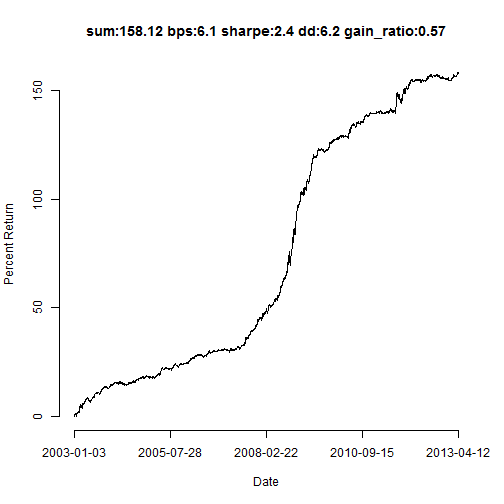 sum:158.12 bps:6.1 sharpe:2.4 dd:6.2 gain_ratio:0.57
Percent Return
150
100
50
0
2003-01-03 2005-07-28 2008-02-22 2010-09-15 2013-04-12
Date